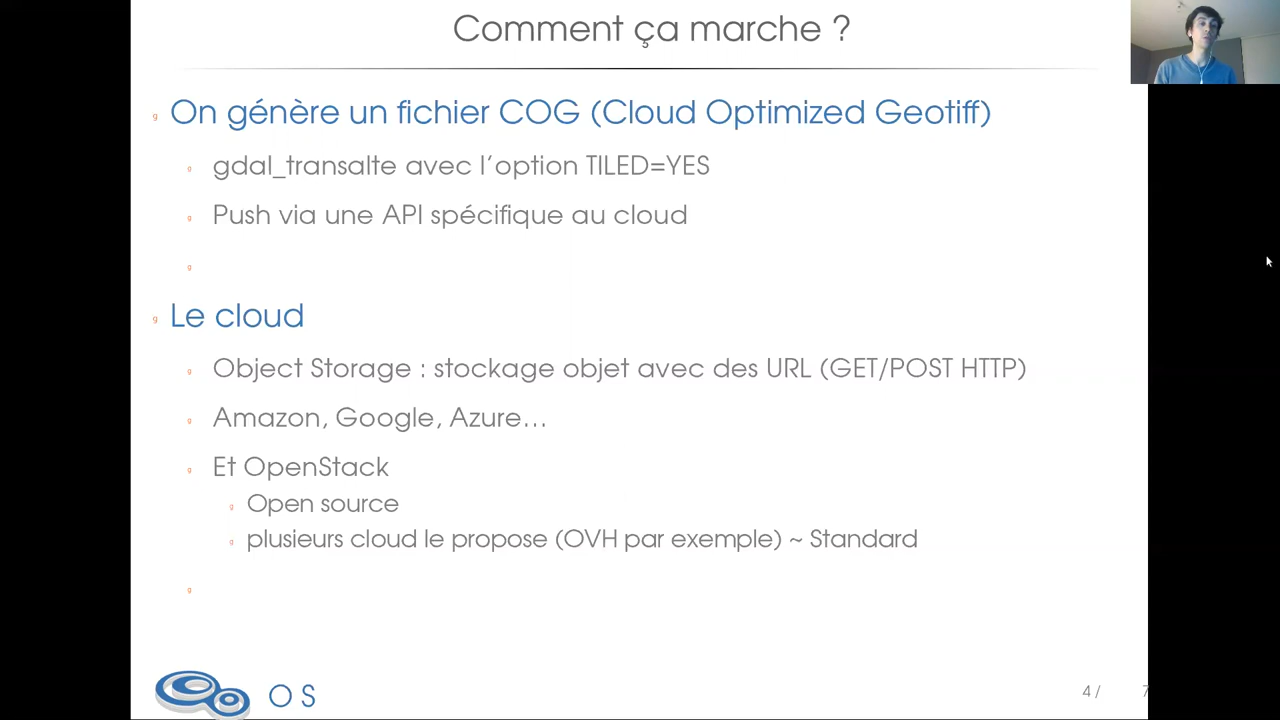 Comment ça marche ?
On génère un fichier COG (Cloud Optimized Geotiff)
gdal_transalte avec l’option TILED=YES
Push via une API spécifique au cloud
Le cloud
Object Storage : stockage objet avec des URL (GET/POST HTTP)
Amazon, Google, Azure…
Et OpenStack
Open source
plusieurs cloud le propose (OVH par exemple) ~ Standard
O S
4 / 7